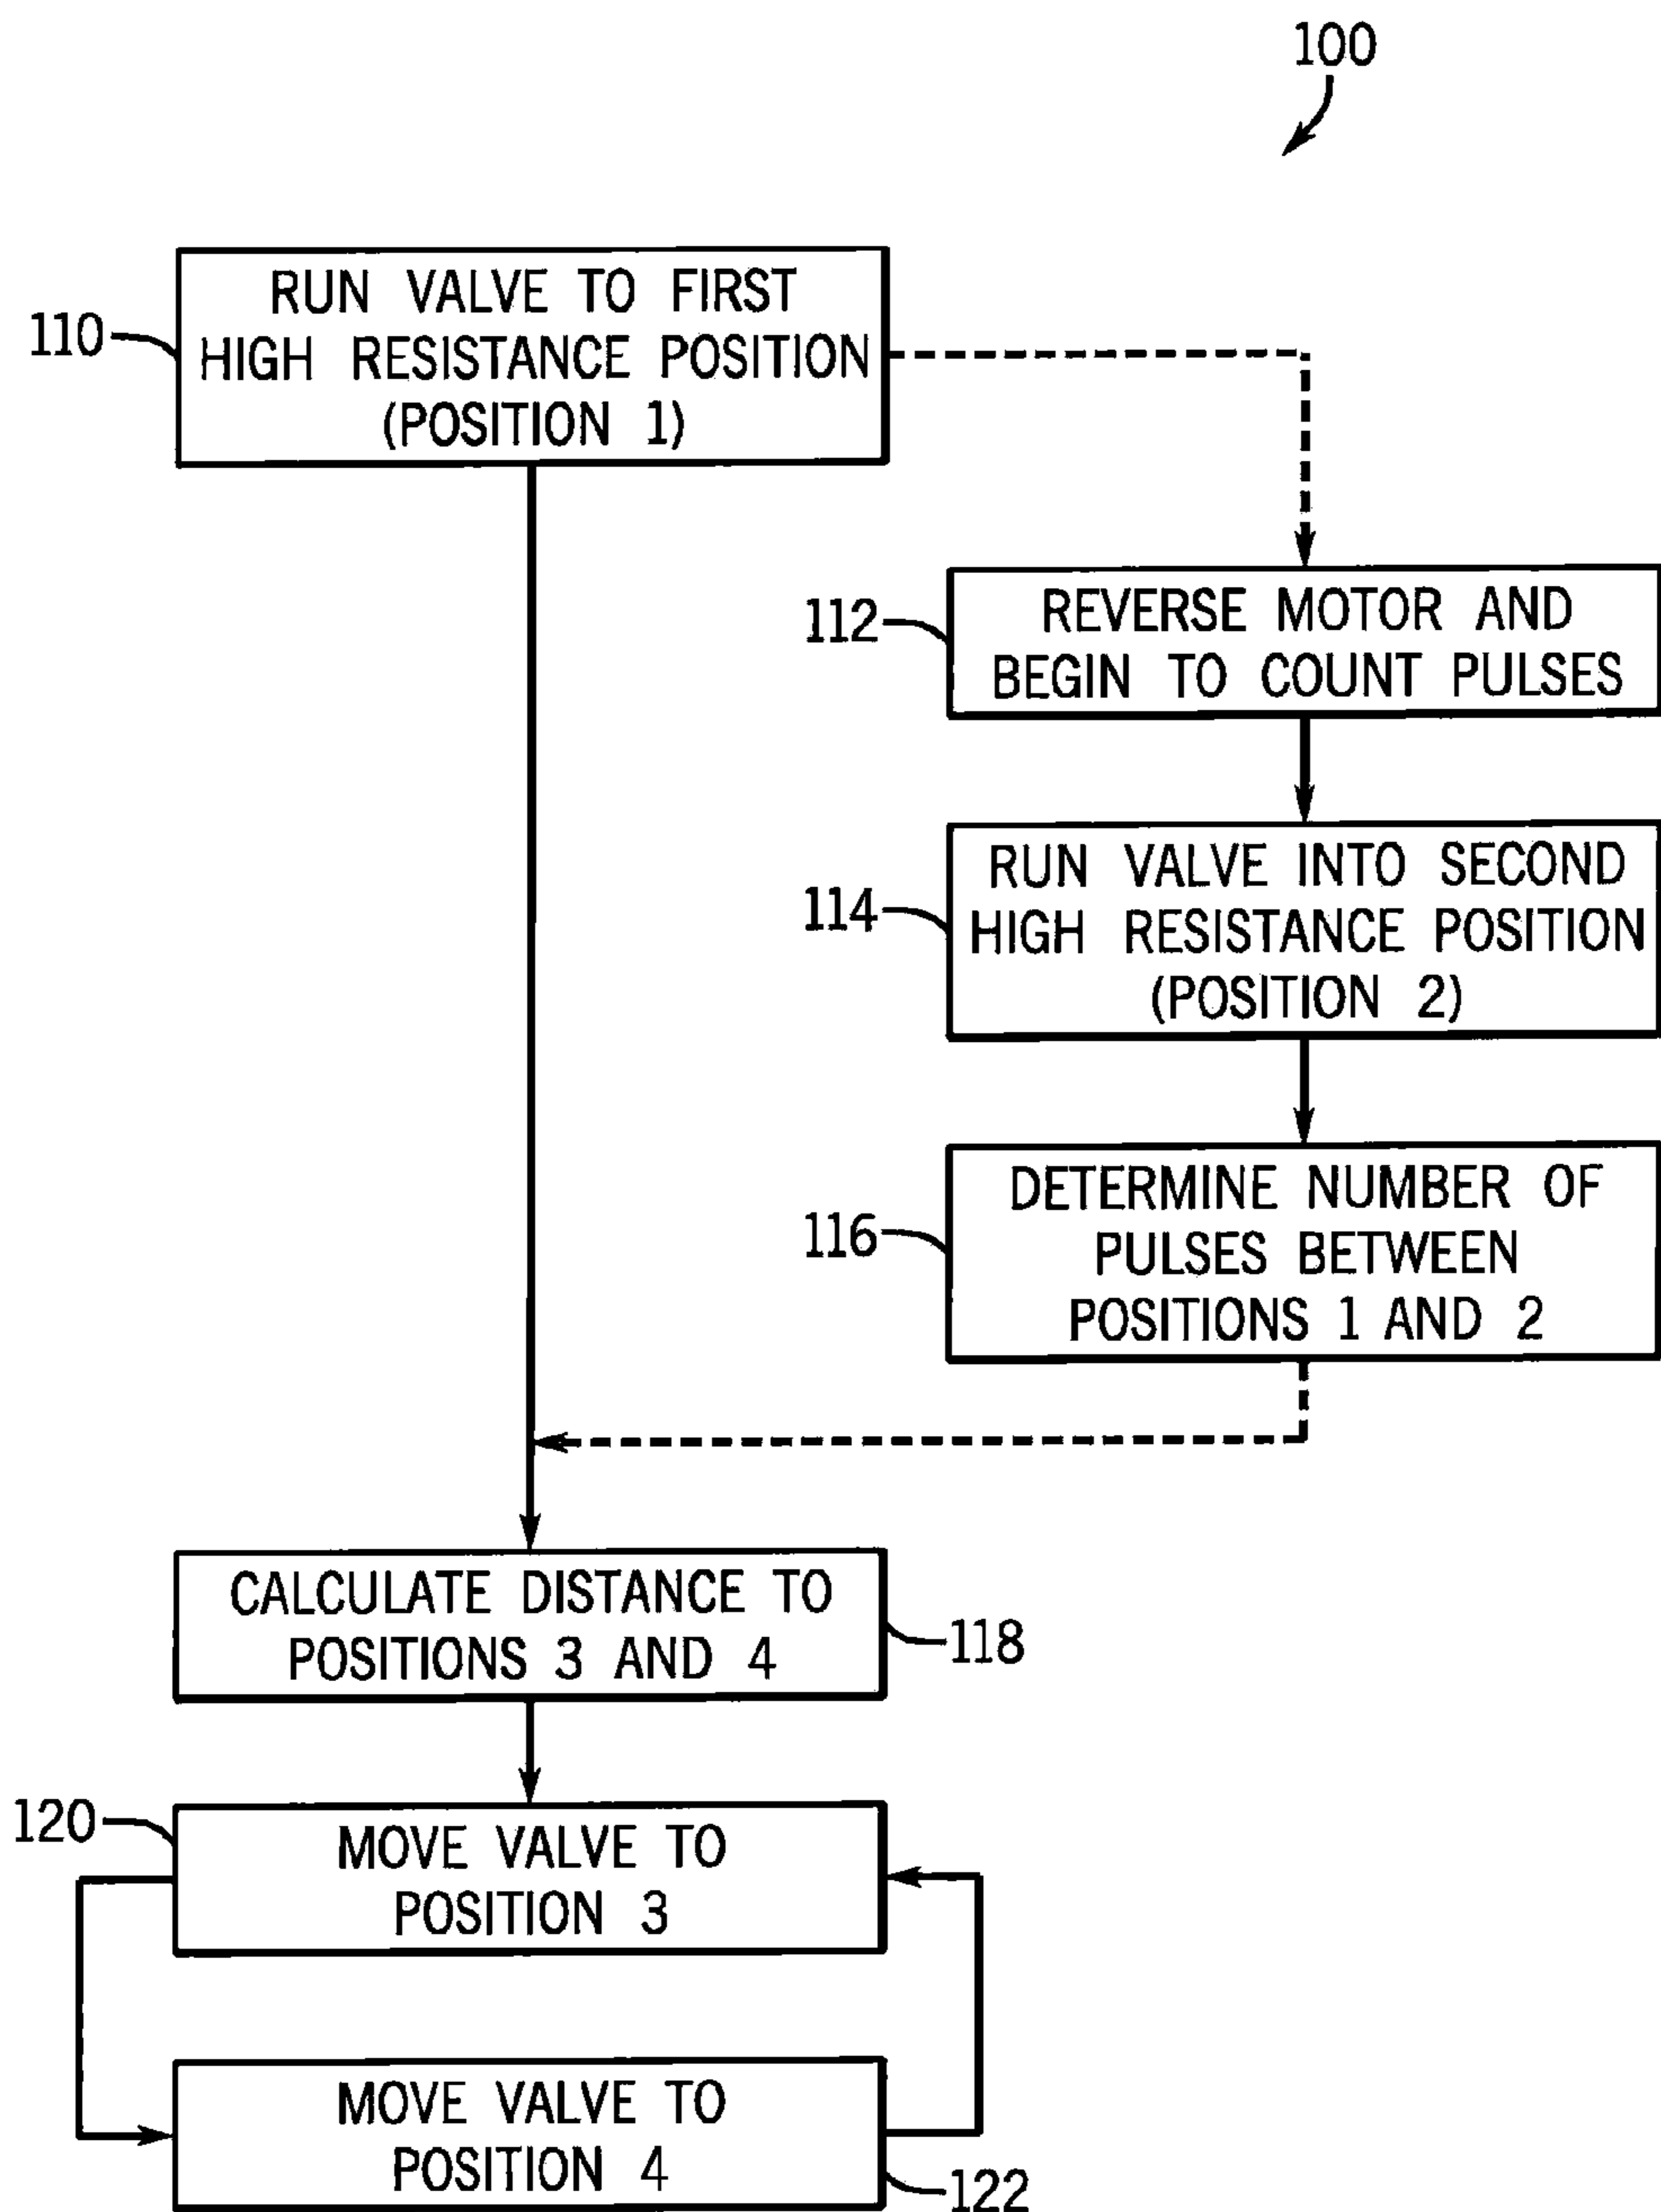 100
110
RUN VALVE TO FIRST
HIGH RESISTANCE POSITION
(POSITION 1)
112
REVERSE MOTOR AND
BEGIN TO COUNT PULSES
114
RUN VALVE INTO SECOND
HIGH RESISTANCE POSITION
(POSITION 2)
116
DETERMINE NUMBER OF
PULSES BETWEEN
POSITIONS 1 AND 2
CALCULATE DISTANCE TO
POSITIONS 3 AND 4
118
120
MOVE VALVE TO
POSITION 3
MOVE VALVE TO
POSITION 4
122